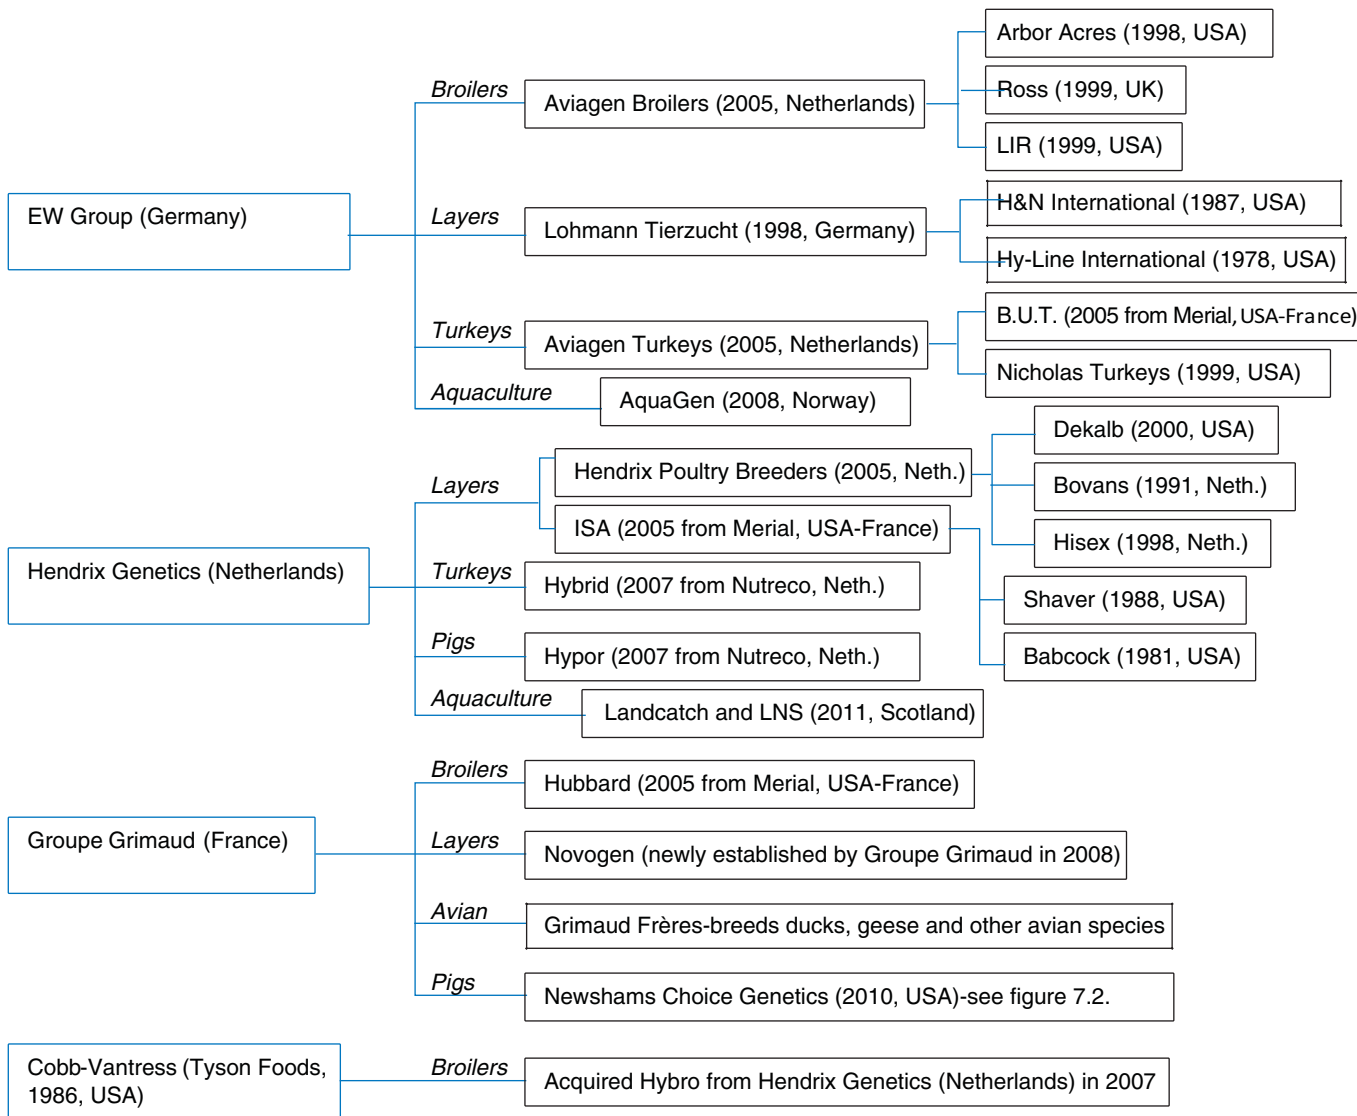 Arbor Acres (1998, USA)
Broilers
Aviagen Broilers (2005, Netherlands)
Ross (1999, UK)
LIR (1999, USA)
EW Group (Germany)
Layers
Lohmann Tierzucht (1998, Germany)
H&N International (1987, USA)
Hy-Line International (1978, USA)
Turkeys
Aviagen Turkeys (2005, Netherlands)
B.U.T. (2005 from Merial, USA-France)
Nicholas Turkeys (1999, USA)
Aquaculture
AquaGen (2008, Norway)
Hendrix Genetics (Netherlands)
Layers
Hendrix Poultry Breeders (2005, Neth.)
Dekalb (2000, USA)
Bovans (1991, Neth.)
Hisex (1998, Neth.)
ISA (2005 from Merial, USA-France)
Shaver (1988, USA)
Babcock (1981, USA)
Turkeys
Hybrid (2007 from Nutreco, Neth.)
Pigs
Hypor (2007 from Nutreco, Neth.)
Aquaculture
Landcatch and LNS (2011, Scotland)
Groupe Grimaud (France)
Broilers
Hubbard (2005 from Merial, USA-France)
Layers
Novogen (newly established by Groupe Grimaud in 2008)
Avian
Grimaud Frères-breeds ducks, geese and other avian species
Pigs
Newshams Choice Genetics (2010, USA)-see figure 7.2.
Cobb-Vantress (Tyson Foods,
1986, USA)
Broilers
Acquired Hybro from Hendrix Genetics (Netherlands) in 2007